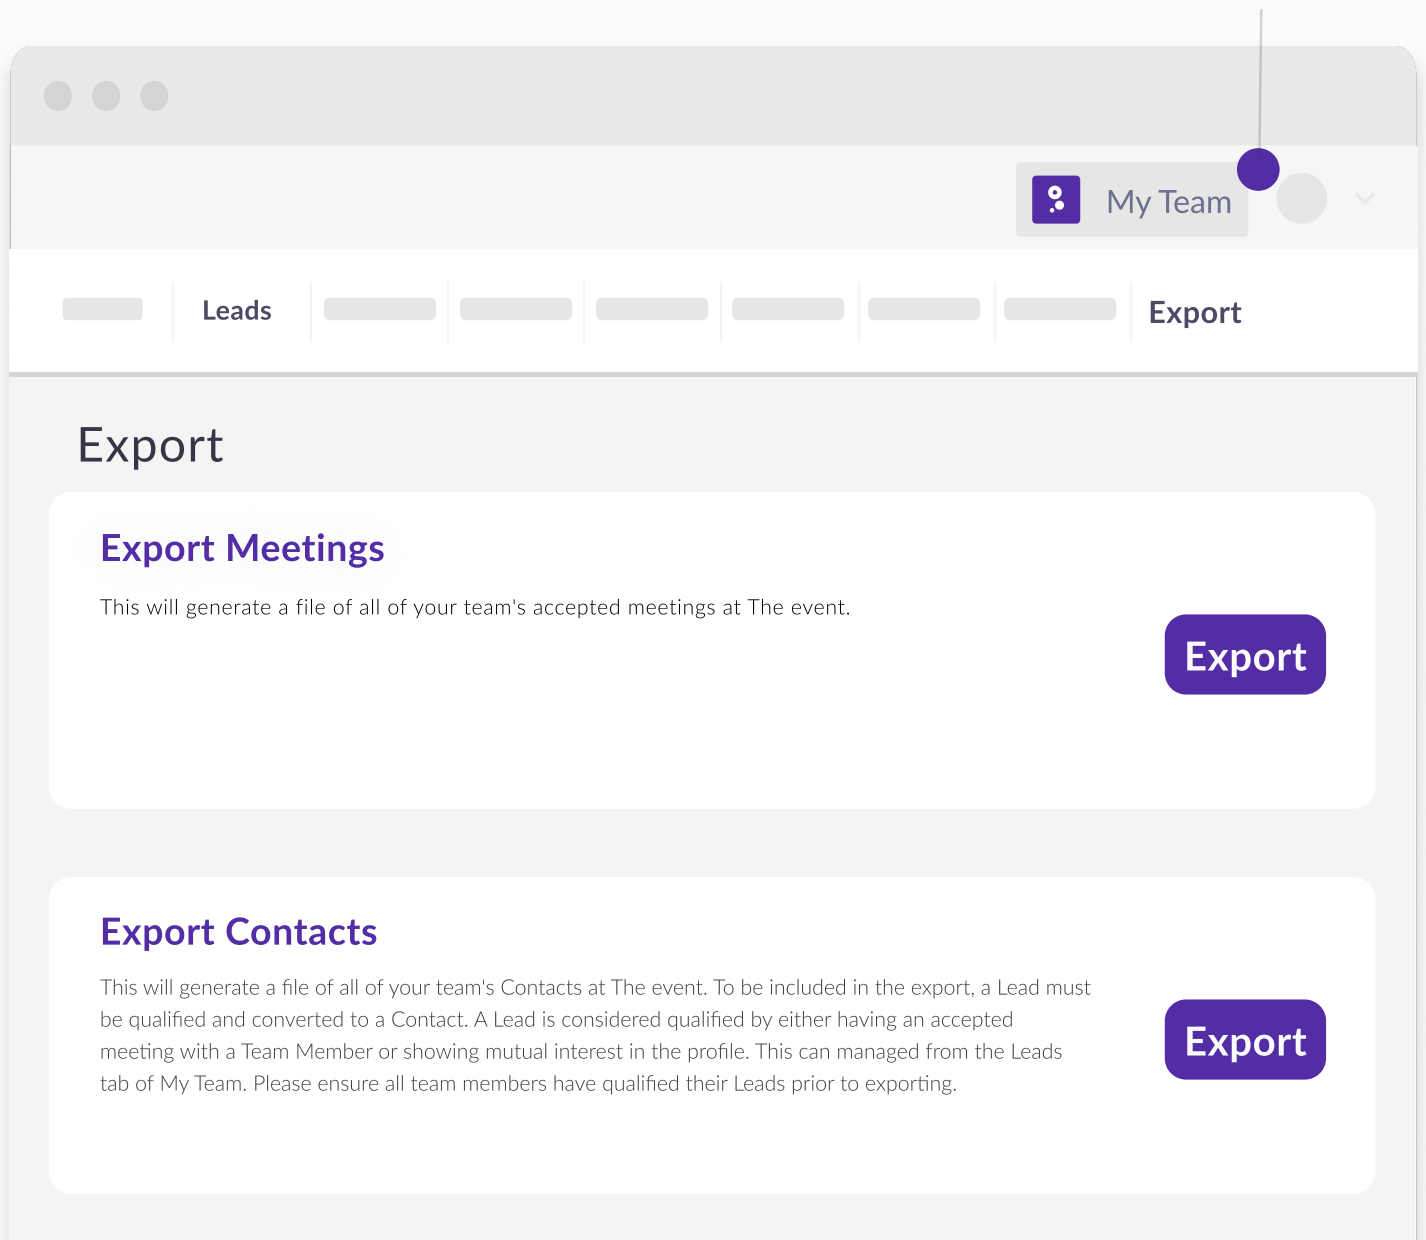 My Team
Leads
Export
Export
Export Meetings
This will generate a file of all of your team's accepted meetings at The event.
Export
Export Contacts
This will generate a file of all of your team's Contacts at The event. To be included in the export, a Lead must
be qualified and converted to a Contact. A Lead is considered qualified by either having an accepted
meeting with a Team Member or showing mutual interest in the profile. This can managed from the Leads
tab of My Team. Please ensure all team members have qualified their Leads prior to exporting.
Export